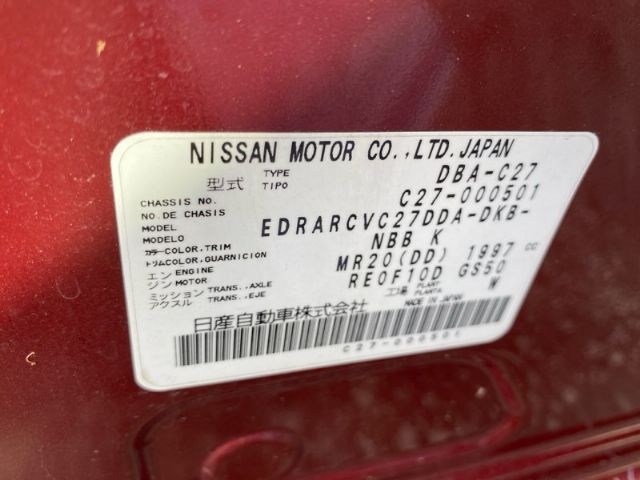 NISSAN MOTOR CO.,LTD.JAPAN
型式 TYPE TIPO DBA-C27
CHASSIS NO. NO.DE CHASIS C27-000501
MODEL MODELO EDRARCVC27DDA-DKB-
カラー COLOR,TRIM トリム COLOR,GUARNICION NBB K
エンジン ENGINE MOTOR MR20(DD) 1997 CC
ミッション アクスル TRANS.,AXLE TRANS.,EJE RE0F10D GS50
工場 PLANT PLANTA W
MADE IN JAPAN
日産自動車株式会社
C27-000501